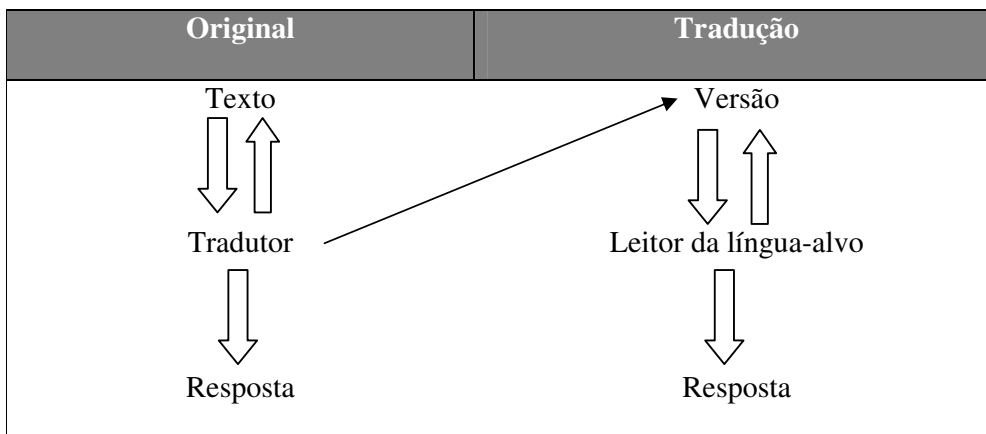 Original
Tradução
Texto
Versão
Tradutor
Leitor da língua-alvo
Resposta
Resposta